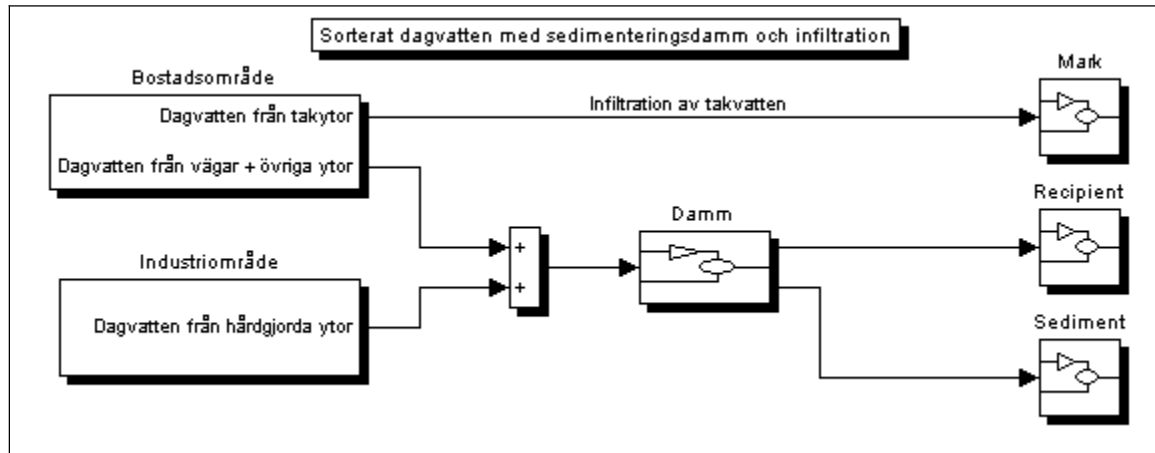 Sorterat dagvatten med sedimenteringsdamm och infiltration
Bostadsområde
Dagvatten från takytor
Dagvatten från vägar + övriga ytor
Infiltration av takvatten
Mark
Industriområde
Dagvatten från hårdgjorda ytor
+
+
Damm
Recipient
Sediment